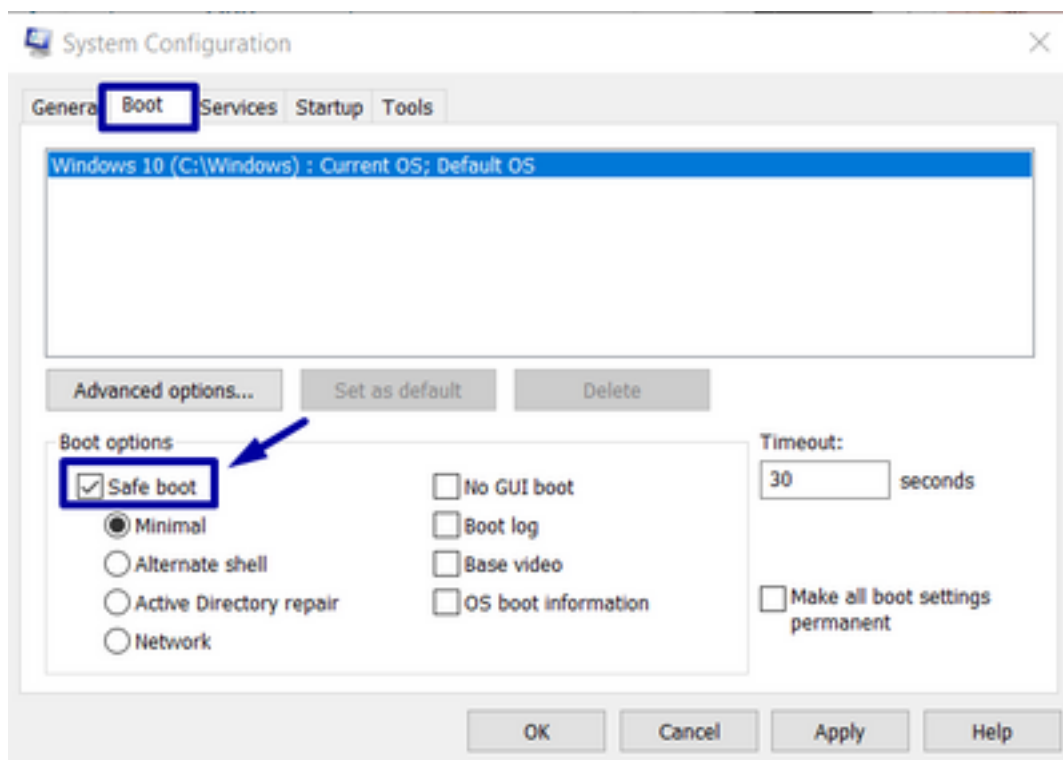 System Configuration
Genera Boot Services Startup Tools
Windows 10 (C:\Windows) : Current OS; Default OS
Advanced options... Set as default Delete
Boot options
Timeout:
Safe boot No GUI boot 30 seconds
Minimal Boot log
Alternate shell Base video
Active Directory repair OS boot information Make all boot settings
permanent
Network
OK Cancel Apply Help